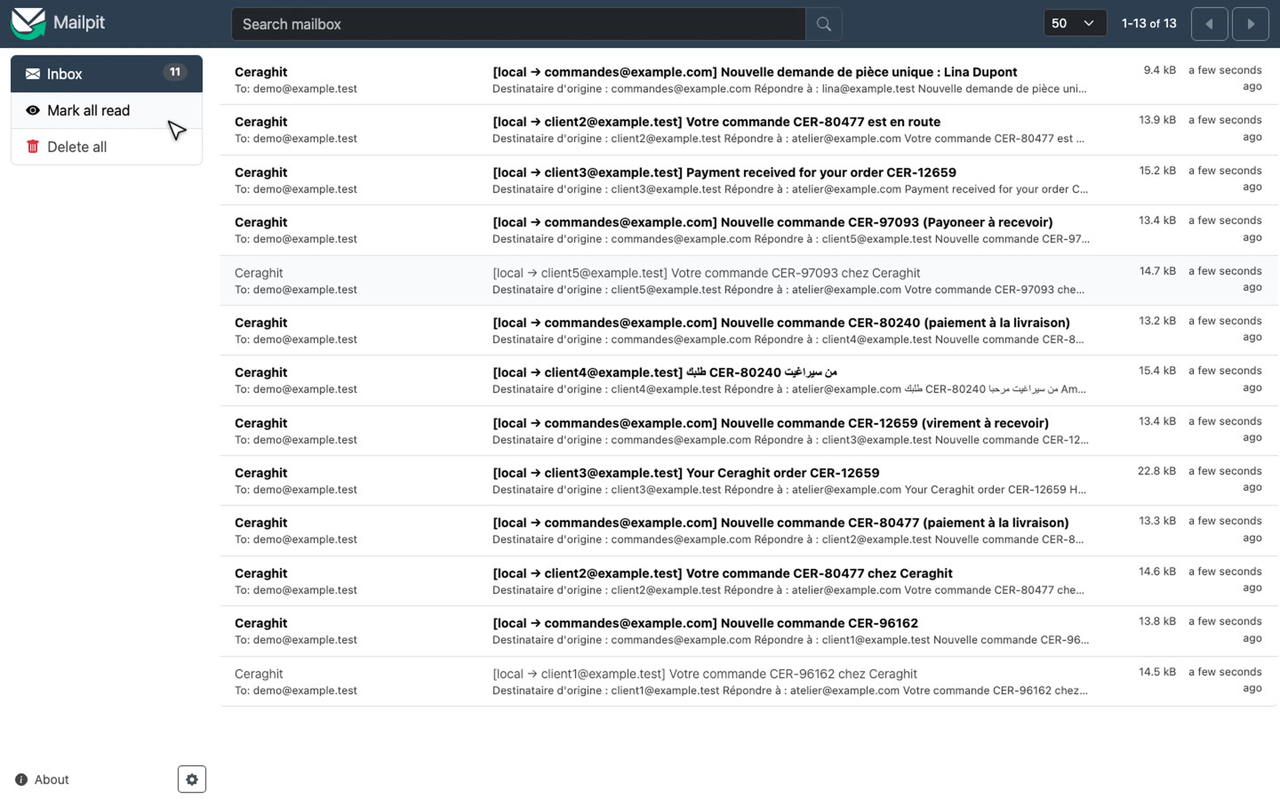 Mailpit
Search mailbox
50
1-13 of 13
Inbox
11
Mark all read
Delete all
Ceraghit
To: demo@example.test
[local → commandes@example.com] Nouvelle demande de pièce unique : Lina Dupont
Destinataire d'origine : commandes@example.com Répondre à : lina@example.test Nouvelle demande de pièce uni...
9.4 kB a few seconds ago
Ceraghit
To: demo@example.test
[local → client2@example.test] Votre commande CER-80477 est en route
Destinataire d'origine : client2@example.test Répondre à : atelier@example.com Votre commande CER-80477 est ...
13.9 kB a few seconds ago
Ceraghit
To: demo@example.test
[local → client3@example.test] Payment received for your order CER-12659
Destinataire d'origine : client3@example.test Répondre à : atelier@example.com Payment received for your order C...
15.2 kB a few seconds ago
Ceraghit
To: demo@example.test
[local → commandes@example.com] Nouvelle commande CER-97093 (Payoneer à recevoir)
Destinataire d'origine : commandes@example.com Répondre à : client5@example.test Nouvelle commande CER-97...
13.4 kB a few seconds ago
Ceraghit
To: demo@example.test
[local → client5@example.test] Votre commande CER-97093 chez Ceraghit
Destinataire d'origine : client5@example.test Répondre à : atelier@example.com Votre commande CER-97093 che...
14.7 kB a few seconds ago
Ceraghit
To: demo@example.test
[local → commandes@example.com] Nouvelle commande CER-80240 (paiement à la livraison)
Destinataire d'origine : commandes@example.com Répondre à : client4@example.test Nouvelle commande CER-8...
13.2 kB a few seconds ago
Ceraghit
To: demo@example.test
[local → client4@example.test] طلبك CER-80240 من سيراغيت
Destinataire d'origine : client4@example.test Répondre à : atelier@example.com طلبك CER-80240 من سيراغيت مرحبا Am...
15.4 kB a few seconds ago
Ceraghit
To: demo@example.test
[local → commandes@example.com] Nouvelle commande CER-12659 (virement à recevoir)
Destinataire d'origine : commandes@example.com Répondre à : client3@example.test Nouvelle commande CER-12...
13.4 kB a few seconds ago
Ceraghit
To: demo@example.test
[local → client3@example.test] Your Ceraghit order CER-12659
Destinataire d'origine : client3@example.test Répondre à : atelier@example.com Your Ceraghit order CER-12659 H...
22.8 kB a few seconds ago
Ceraghit
To: demo@example.test
[local → commandes@example.com] Nouvelle commande CER-80477 (paiement à la livraison)
Destinataire d'origine : commandes@example.com Répondre à : client2@example.test Nouvelle commande CER-8...
13.3 kB a few seconds ago
Ceraghit
To: demo@example.test
[local → client2@example.test] Votre commande CER-80477 chez Ceraghit
Destinataire d'origine : client2@example.test Répondre à : atelier@example.com Votre commande CER-80477 che...
14.6 kB a few seconds ago
Ceraghit
To: demo@example.test
[local → commandes@example.com] Nouvelle commande CER-96162
Destinataire d'origine : commandes@example.com Répondre à : client1@example.test Nouvelle commande CER-96...
13.8 kB a few seconds ago
Ceraghit
To: demo@example.test
[local → client1@example.test] Votre commande CER-96162 chez Ceraghit
Destinataire d'origine : client1@example.test Répondre à : atelier@example.com Votre commande CER-96162 chez...
14.5 kB a few seconds ago
About